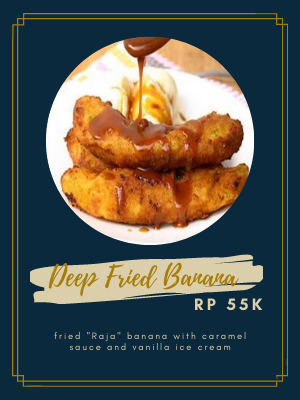 Deep Fried Banana
RP 55K
fried "Raja" banana with caramel
sauce and vanilla ice cream